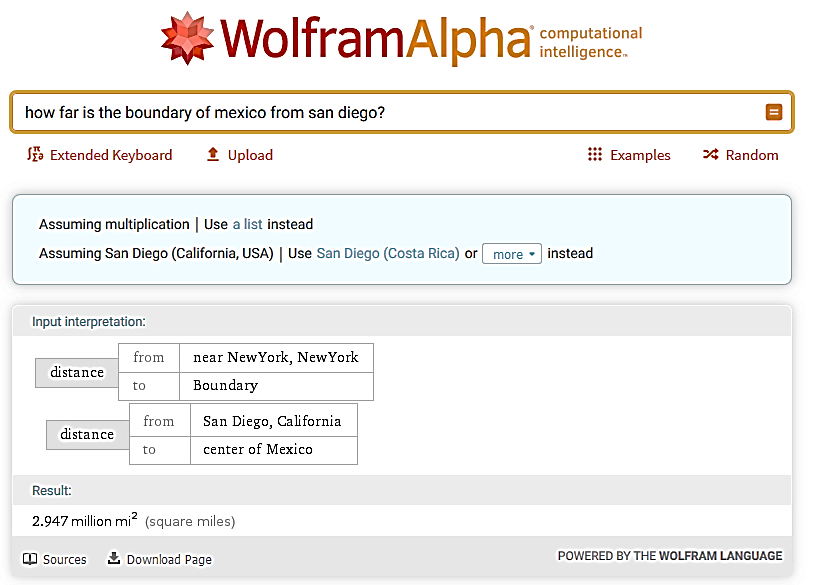 WolframAlpha® computational intelligence™
how far is the boundary of mexico from san diego?
Extended Keyboard Upload Examples Random
Assuming multiplication | Use a list instead
Assuming San Diego (California, USA) | Use San Diego (Costa Rica) or more instead
Input interpretation:
distance
from near NewYork, NewYork
to Boundary
distance
from San Diego, California
to center of Mexico
Result:
2.947 million mi² (square miles)
Sources Download Page POWERED BY THE WOLFRAM LANGUAGE